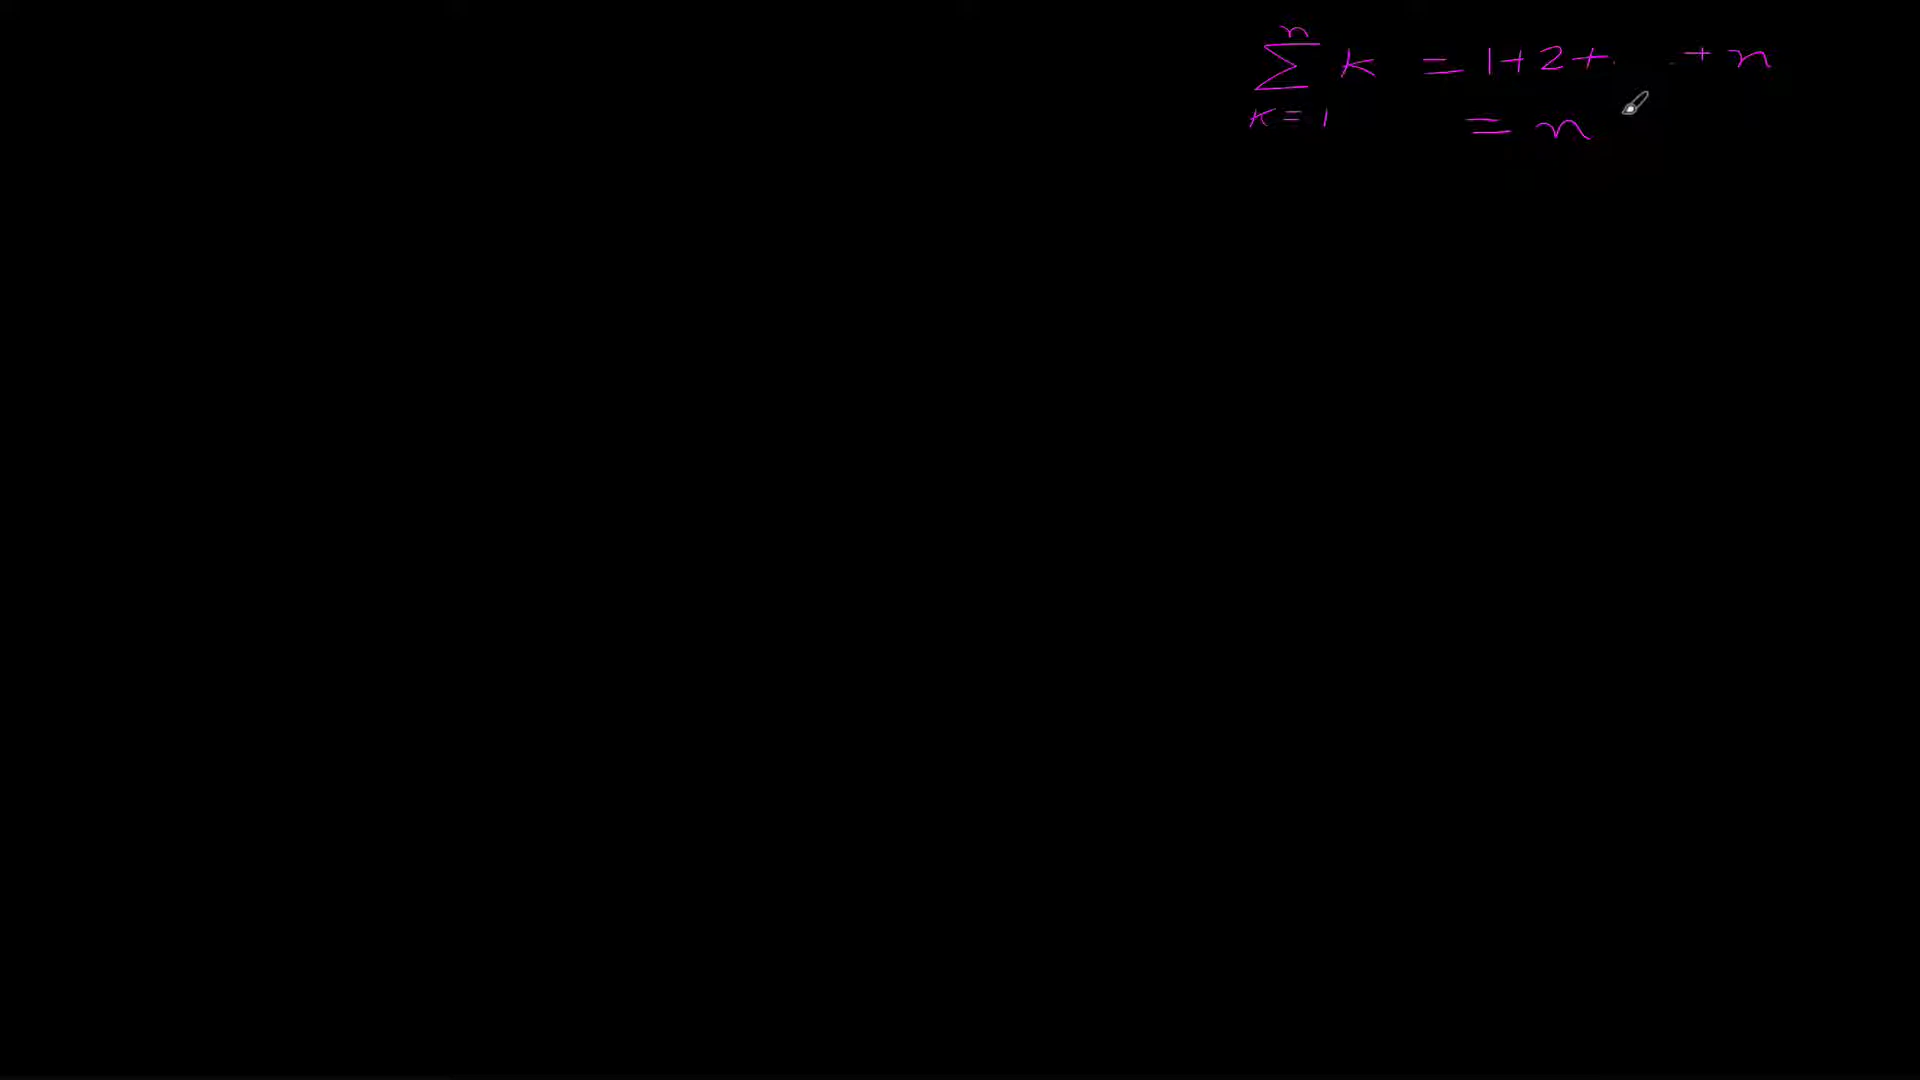 n
∑ k = 1+2+. . + n
k=1
= n